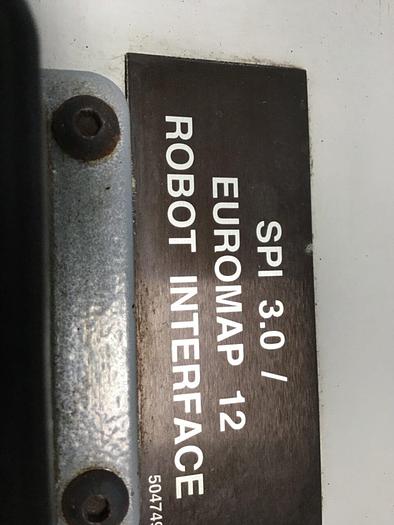 SPI 3.0 /
EUROMAP 12
ROBOT INTERFACE